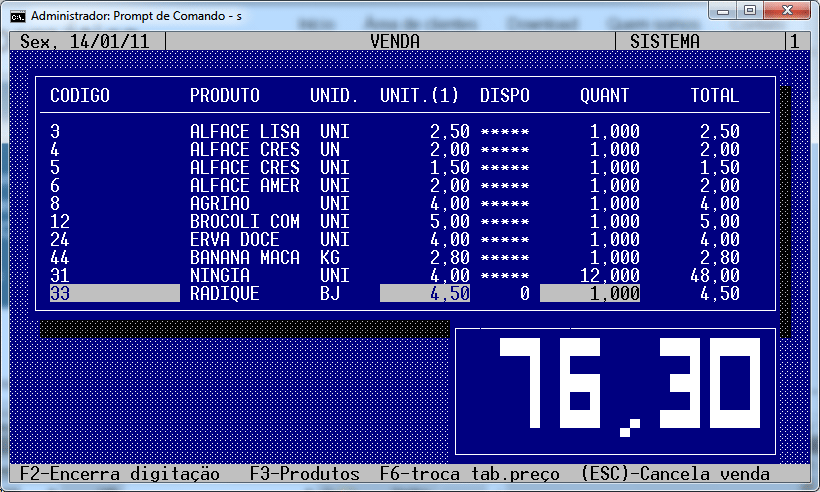 Administrador: Prompt de Comando - s
Sex, 14/01/11 VENDA SISTEMA 1
CODIGO PRODUTO UNID. UNIT.(1) DISPO QUANT TOTAL
3 ALFACE LISA UNI 2,50 ***** 1,000 2,50
4 ALFACE CRES UN 2,00 ***** 1,000 2,00
5 ALFACE CRES UNI 1,50 ***** 1,000 1,50
6 ALFACE AMER UNI 2,00 ***** 1,000 2,00
8 AGRIAO UNI 4,00 ***** 1,000 4,00
12 BROCOLI COM UNI 5,00 ***** 1,000 5,00
24 ERVA DOCE UNI 4,00 ***** 1,000 4,00
44 BANANA MACA KG 2,80 ***** 1,000 2,80
31 NINGIA UNI 4,00 ***** 12,000 48,00
33 RADIQUE BJ 4,50 0 1,000 4,50
76,30
F2-Encerra digitaçäo F3-Produtos F6-troca tab.preço (ESC)-Cancela venda